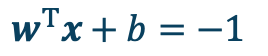 𝒘ᵀ𝒙 + 𝑏 = −1